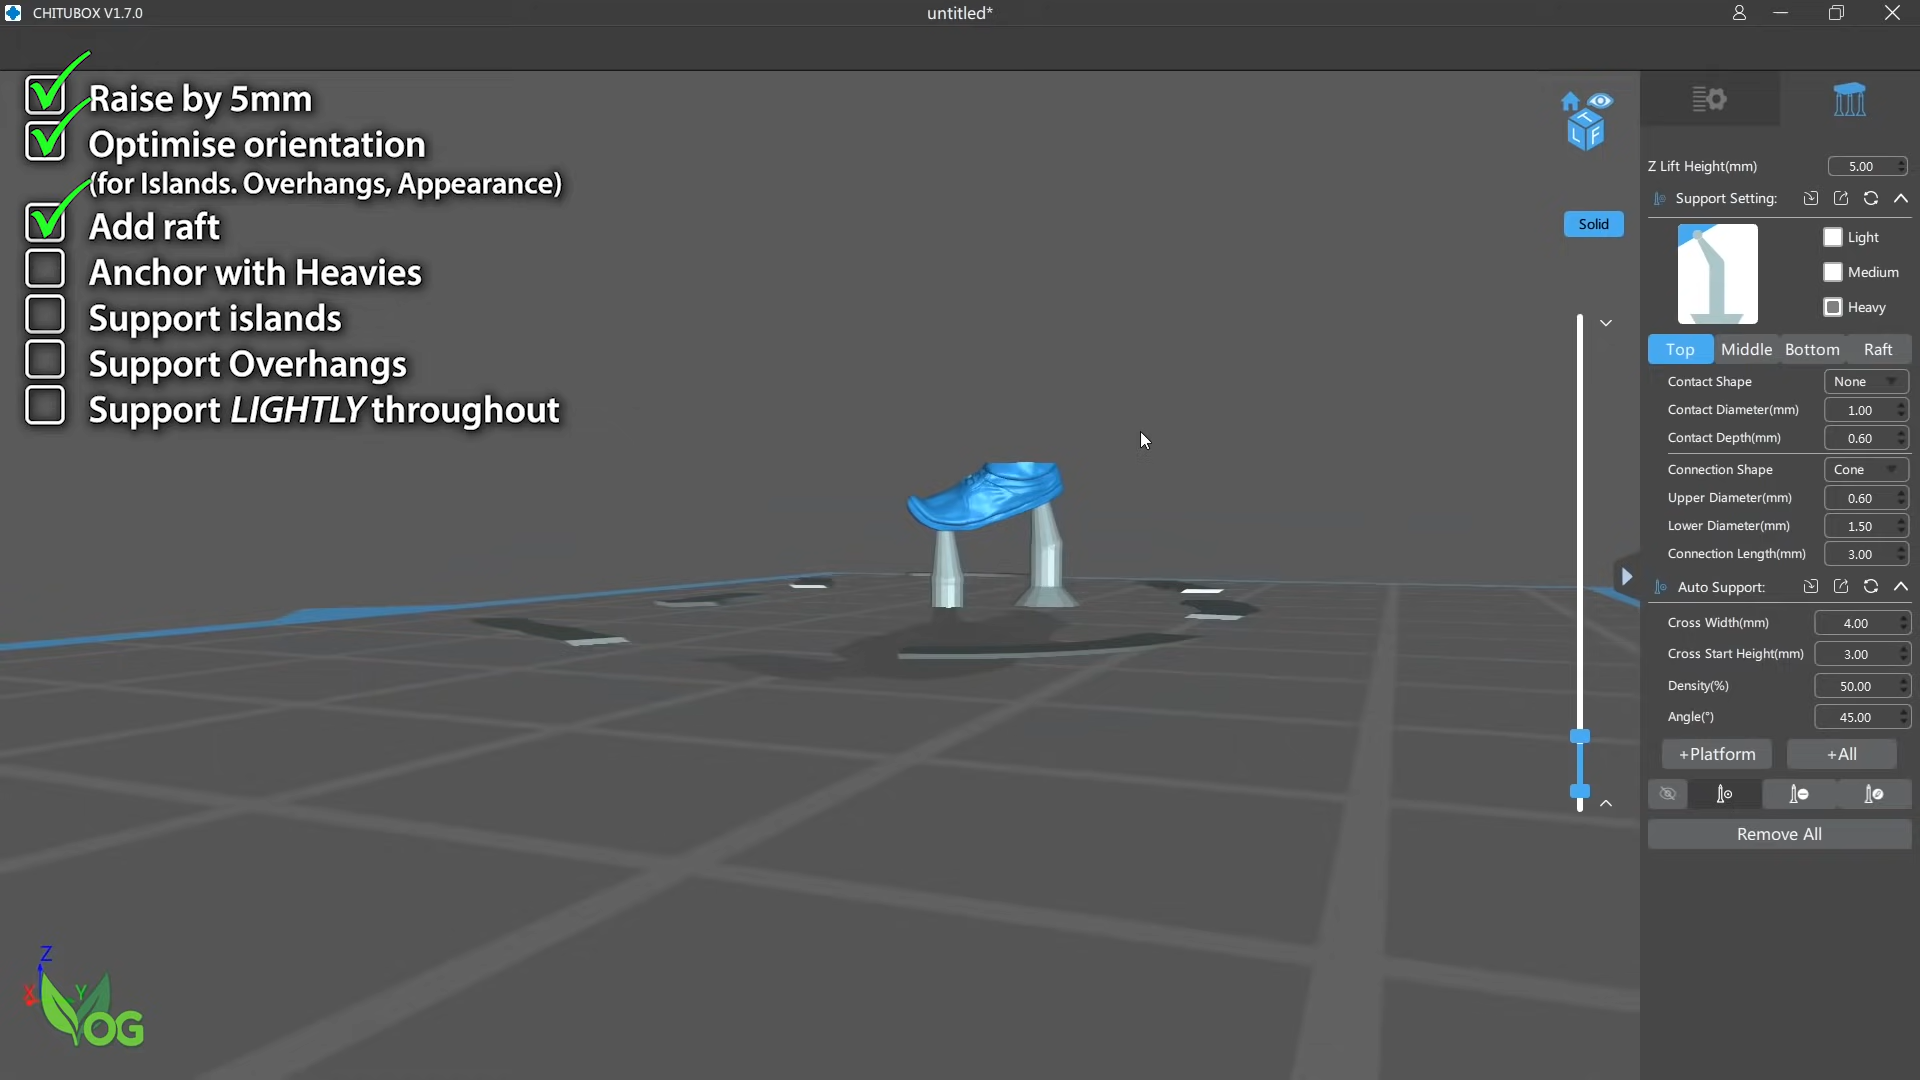 CHITUBOX V1.7.0
untitled*
Raise by 5mm
Optimise orientation
(for Islands. Overhangs, Appearance)
Add raft
Anchor with Heavies
Support islands
Support Overhangs
Support LIGHTLY throughout
T
L F
Solid
Z Lift Height(mm) 5.00
Support Setting:
Light
Medium
Heavy
Top Middle Bottom Raft
Contact Shape None
Contact Diameter(mm) 1.00
Contact Depth(mm) 0.60
Connection Shape Cone
Upper Diameter(mm) 0.60
Lower Diameter(mm) 1.50
Connection Length(mm) 3.00
Auto Support:
Cross Width(mm) 4.00
Cross Start Height(mm) 3.00
Density(%) 50.00
Angle(°) 45.00
+Platform +All
Remove All
Z
X Y
OG